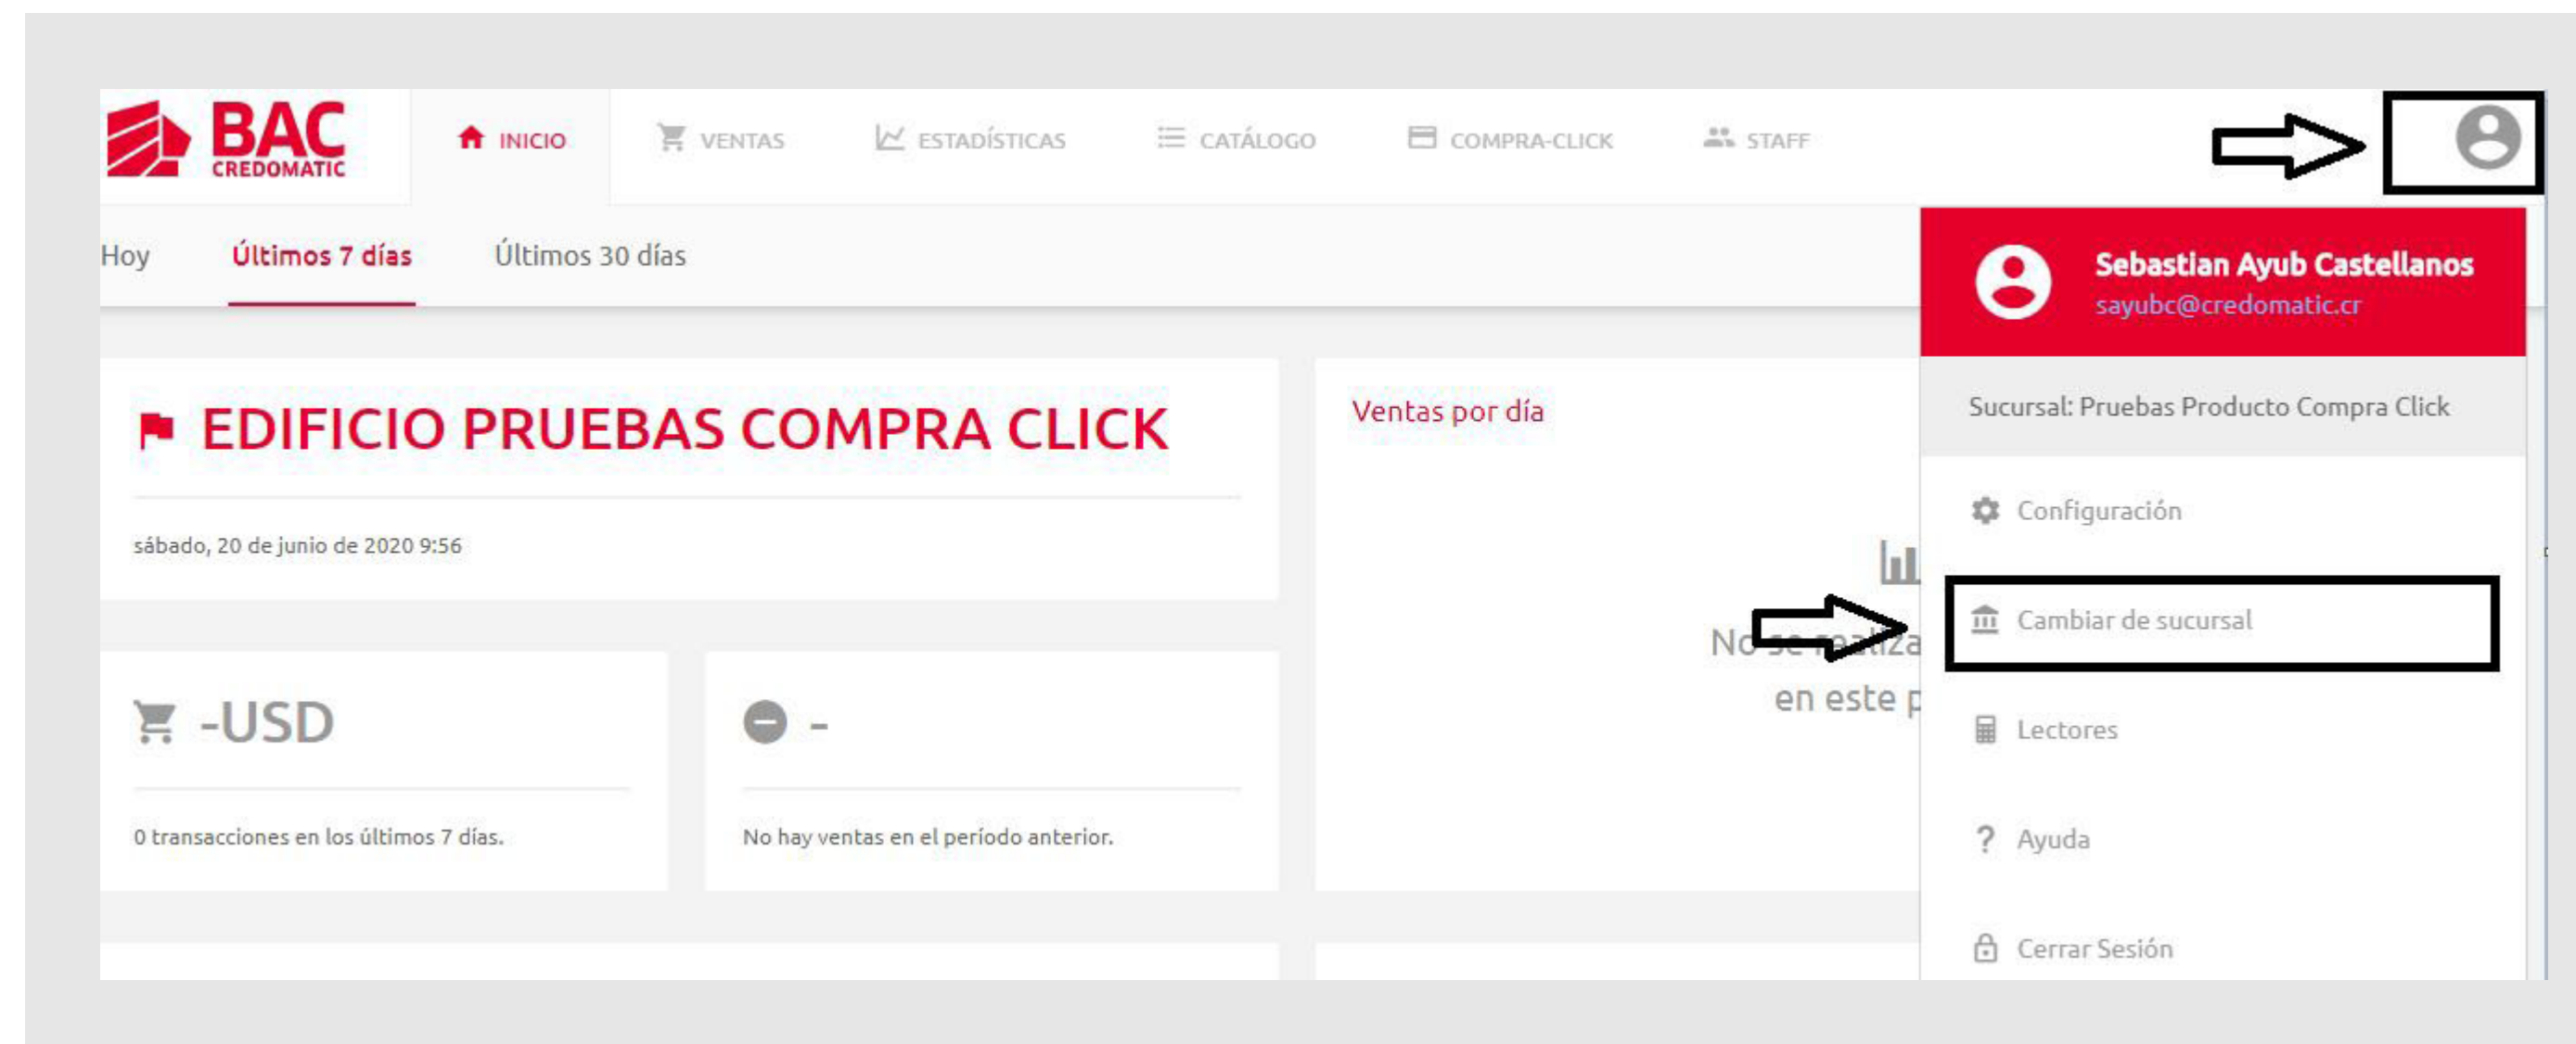 BAC
CREDOMATIC
INICIO
VENTAS
ESTADÍSTICAS
CATÁLOGO
COMPRA-CLICK
STAFF
Hoy
Últimos 7 días
Últimos 30 días
Sebastian Ayub Castellanos
sayubc@credomatic.cr
Sucursal: Pruebas Producto Compra Click
Configuración
Cambiar de sucursal
Lectores
? Ayuda
Cerrar Sesión
EDIFICIO PRUEBAS COMPRA CLICK
sábado, 20 de junio de 2020 9:56
Ventas por día
No se realiza
en este p
-USD
0 transacciones en los últimos 7 días.
-
No hay ventas en el período anterior.